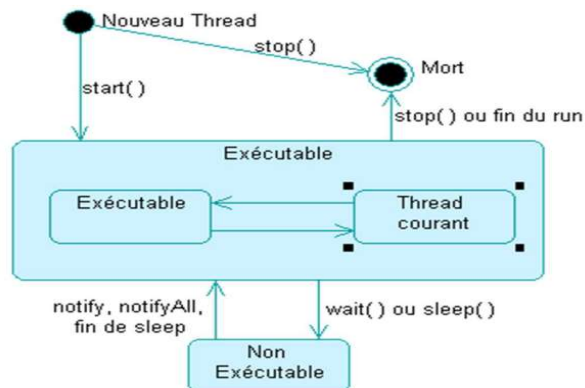 Nouveau Thread
stop( )
Mort
start( )
stop( ) ou fin du run
Exécutable
Exécutable
Thread
courant
notify, notifyAll,
fin de sleep
wait( ) ou sleep( )
Non
Exécutable